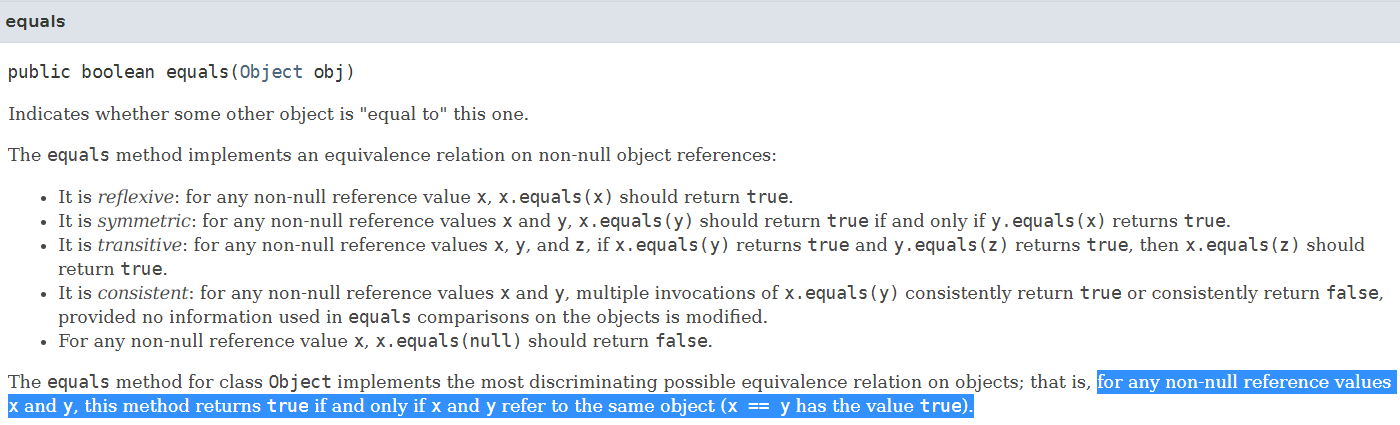 equals
public boolean equals(Object obj)
Indicates whether some other object is "equal to" this one.
The equals method implements an equivalence relation on non-null object references:
• It is reflexive: for any non-null reference value x, x.equals(x) should return true.
• It is symmetric: for any non-null reference values x and y, x.equals(y) should return true if and only if y.equals(x) returns true.
• It is transitive: for any non-null reference values x, y, and z, if x.equals(y) returns true and y.equals(z) returns true, then x.equals(z) should
return true.
• It is consistent: for any non-null reference values x and y, multiple invocations of x.equals(y) consistently return true or consistently return false,
provided no information used in equals comparisons on the objects is modified.
• For any non-null reference value x, x.equals(null) should return false.
The equals method for class Object implements the most discriminating possible equivalence relation on objects; that is, for any non-null reference values
x and y, this method returns true if and only if x and y refer to the same object (x == y has the value true).